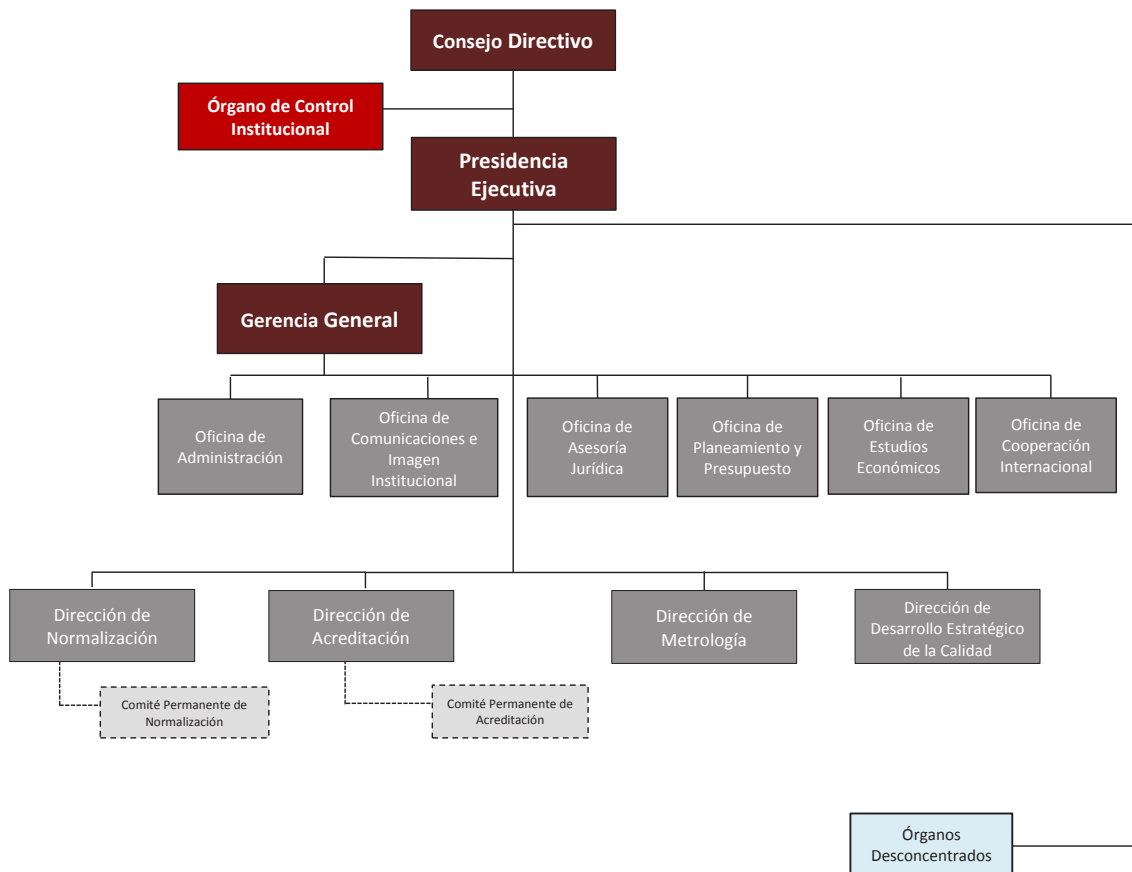 Consejo Directivo
Órgano de Control
Institucional
Presidencia
Ejecutiva
Gerencia General
Oficina de
Administración
Oficina de
Comunicaciones e
Imagen
Institucional
Oficina de
Asesoría
Jurídica
Oficina de
Planeamiento y
Presupuesto
Oficina de
Estudios
Económicos
Oficina de
Cooperación
Internacional
Dirección de
Normalización
Dirección de
Acreditación
Dirección de
Metrología
Dirección de
Desarrollo Estratégico
de la Calidad
Comité Permanente de
Normalización
Comité Permanente de
Acreditación
Órganos
Desconcentrados